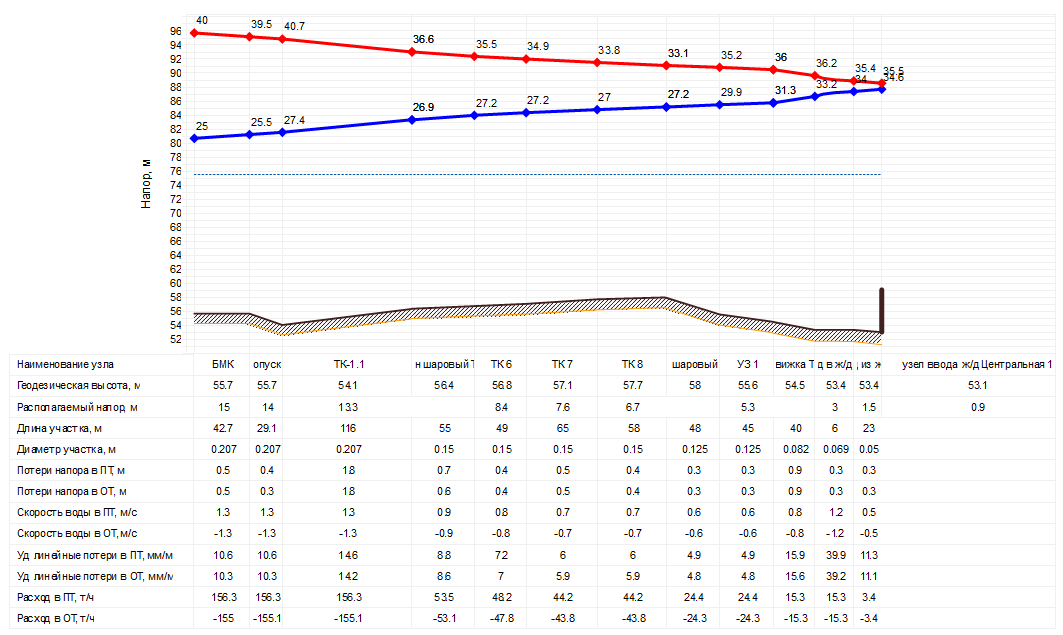 40 39.5 40.7 36.6 35.5 34.9 33.8 33.1 35.2 36 36.2 35.4 35.5
25 25.5 27.4 26.9 27.2 27.2 27 27.2 29.9 31.3 33.2 34 34.6
Напор, м
96
94
92
90
88
86
84
82
80
78
76
74
72
70
68
66
64
62
60
58
56
54
52
Наименование узла БМК опуск ТК-1.1 н шаровый Т ТК 6 ТК 7 ТК 8 шаровый УЗ 1 вижка Т д в ж/д из ж узел ввода ж/д Центральная 1
Геодезическая высота, м 55.7 55.7 54.1 56.4 56.8 57.1 57.7 58 55.6 54.5 53.4 53.4 53.1
Располагаемый напор, м 15 14 13.3 8.4 7.6 6.7 5.3 3 1.5 0.9
Длина участка, м 42.7 29.1 116 55 49 65 58 48 45 40 6 23
Диаметр участка, м 0.207 0.207 0.207 0.15 0.15 0.15 0.15 0.125 0.125 0.082 0.069 0.05
Потери напора в ПТ, м 0.5 0.4 1.8 0.7 0.4 0.5 0.4 0.3 0.3 0.9 0.3 0.3
Потери напора в ОТ, м 0.5 0.3 1.8 0.6 0.4 0.5 0.4 0.3 0.3 0.9 0.3 0.3
Скорость воды в ПТ, м/с 1.3 1.3 1.3 0.9 0.8 0.7 0.7 0.6 0.6 0.8 1.2 0.5
Скорость воды в ОТ, м/с -1.3 -1.3 -1.3 -0.9 -0.8 -0.7 -0.7 -0.6 -0.6 -0.8 -1.2 -0.5
Уд. линейные потери в ПТ, мм/м 10.6 10.6 14.6 8.8 7.2 6 6 4.9 4.9 15.9 39.9 11.3
Уд. линейные потери в ОТ, мм/м 10.3 10.3 14.2 8.6 7 5.9 5.9 4.8 4.8 15.6 39.2 11.1
Расход в ПТ, т/ч 156.3 156.3 156.3 53.5 48.2 44.2 44.2 24.4 24.4 15.3 15.3 3.4
Расход в ОТ, т/ч -155 -155.1 -155.1 -53.1 -47.8 -43.8 -43.8 -24.3 -24.3 -15.3 -15.3 -3.4